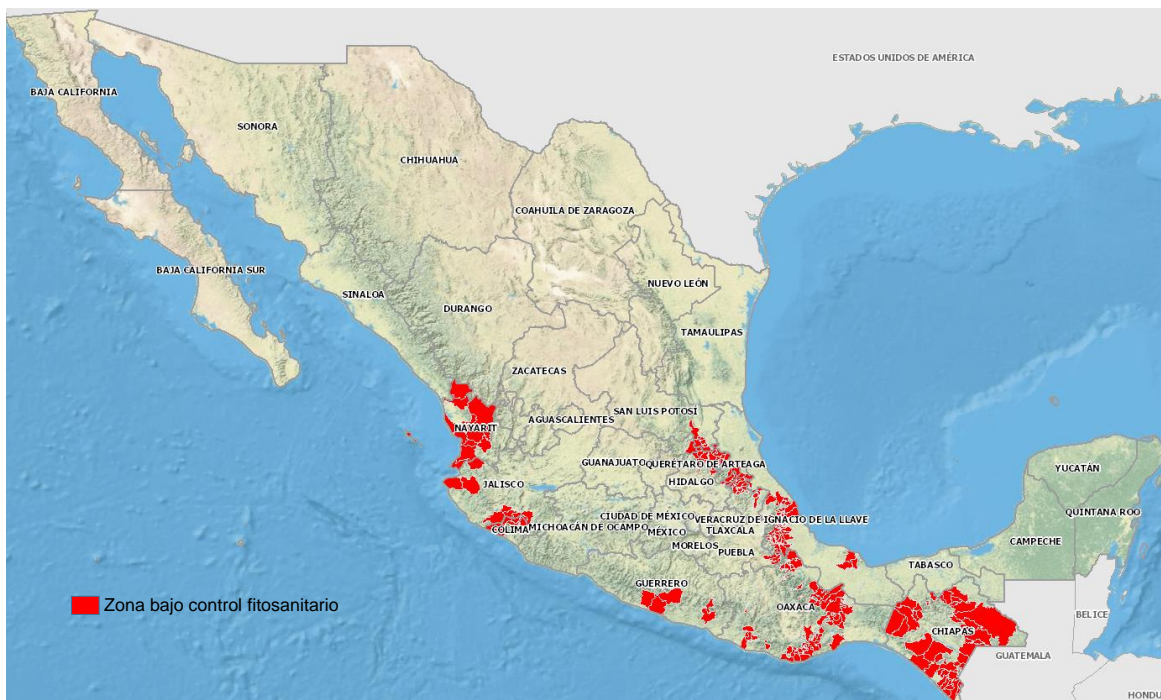 ESTADOS UNIDOS DE AMÉRICA
BAJA CALIFORNIA
SONORA
CHIHUAHUA
COAHUILA DE ZARAGOZA
BAJA CALIFORNIA SUR
NUEVO LEÓN
SINALOA
DURANGO
TAMAULIPAS
ZACATECAS
SAN LUIS POTOSÍ
AGUASCALIENTES
NAYARIT
GUANAJUATO
QUERÉTARO DE ARTEAGA
YUCATÁN
HIDALGO
JALISCO
QUINTANA ROO
CIUDAD DE MÉXICO
VERACRUZ DE IGNACIO DE LA LLAVE
COLIMA
MICHOACÁN DE OCAMPO
MÉXICO
TLAXCALA
CAMPECHE
MORELOS
PUEBLA
TABASCO
GUERRERO
Zona bajo control fitosanitario
OAXACA
BELICE
CHIAPAS
GUATEMALA
HONDU